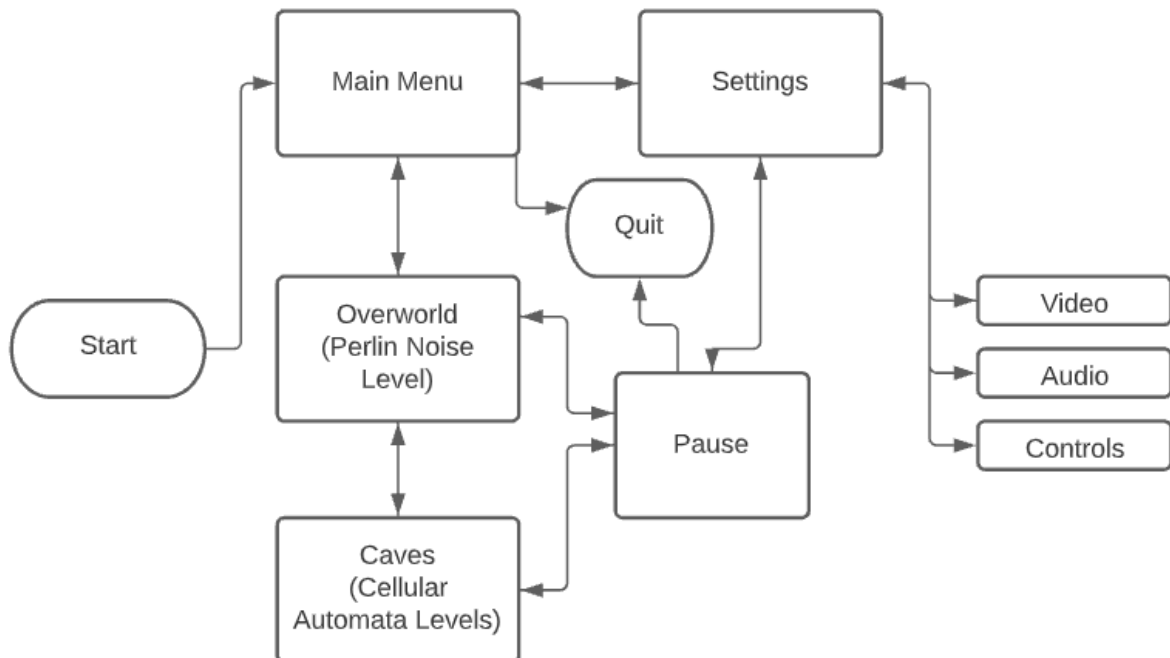 Main Menu
Settings
Quit
Start
Overworld
(Perlin Noise
Level)
Video
Audio
Controls
Pause
Caves
(Cellular
Automata Levels)